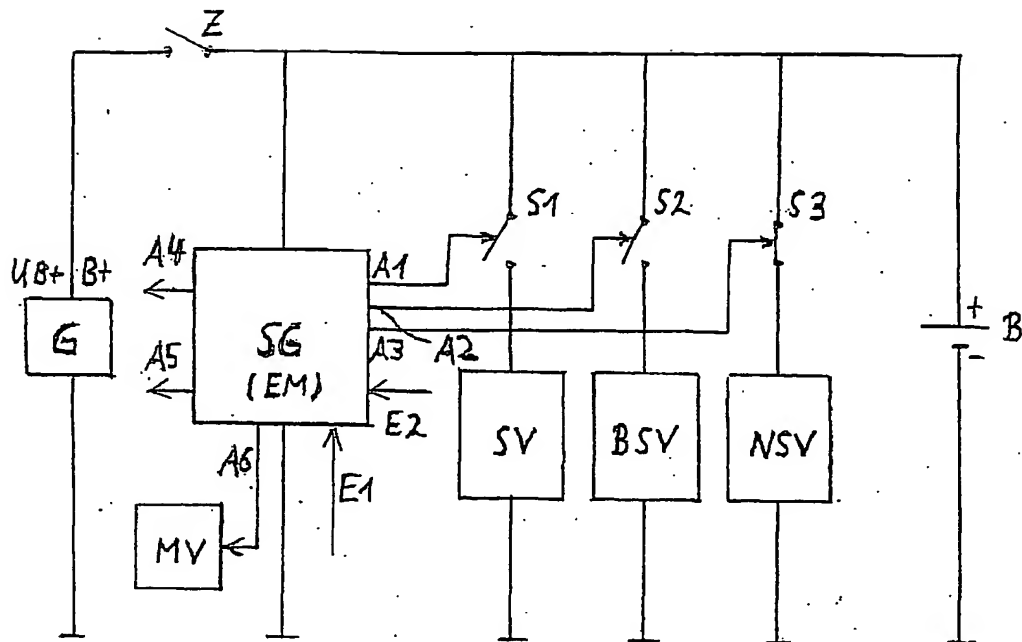 Z
S1
S2
S3
A4
A1
UB+ B+
G
SG
(EM)
A2
A3
A5
E2
+
B
-
SV
BSV
NSV
A6
E1
MV